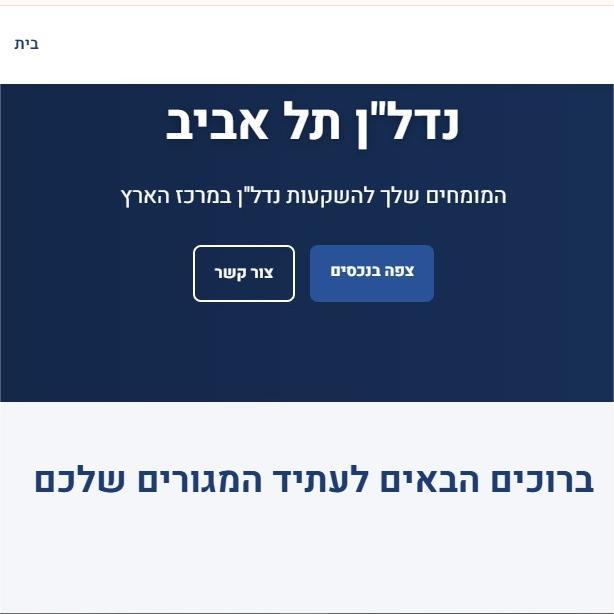 בית
נדל"ן תל אביב
המומחים שלך להשקעות נדל"ן במרכז הארץ
צפה בנכסים
צור קשר
ברוכים הבאים לעתיד המגורים שלכם